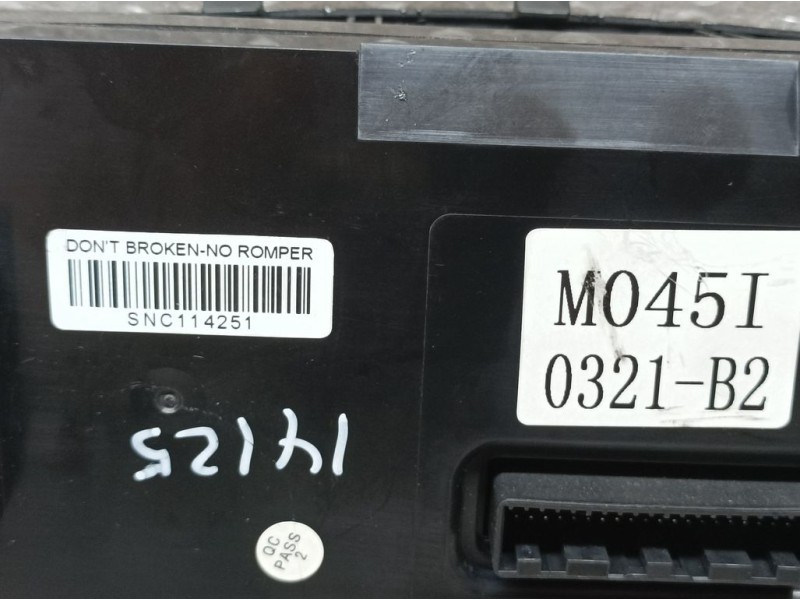 DON'T BROKEN-NO ROMPER
SNC114251
M045I
0321-B2
14125
QC
PASS
2